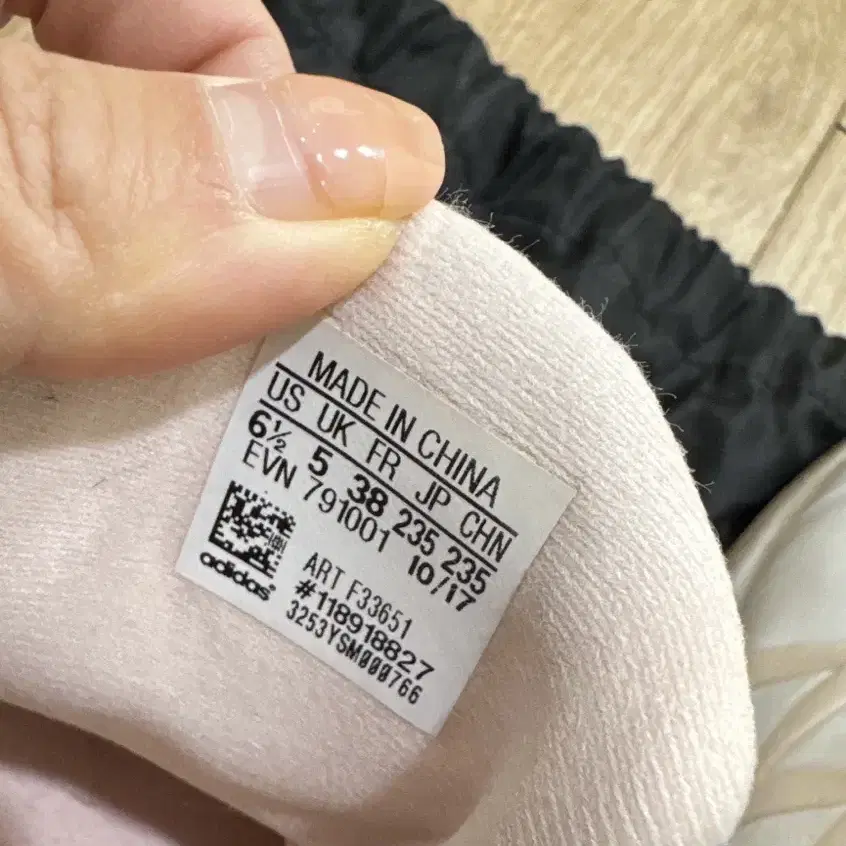 MADE IN CHINA
US UK FR JP CHN
6½ 5 38 235 235
EVN 791001 10/17
ART F33651
#118918827
3253YSM000766
adidas